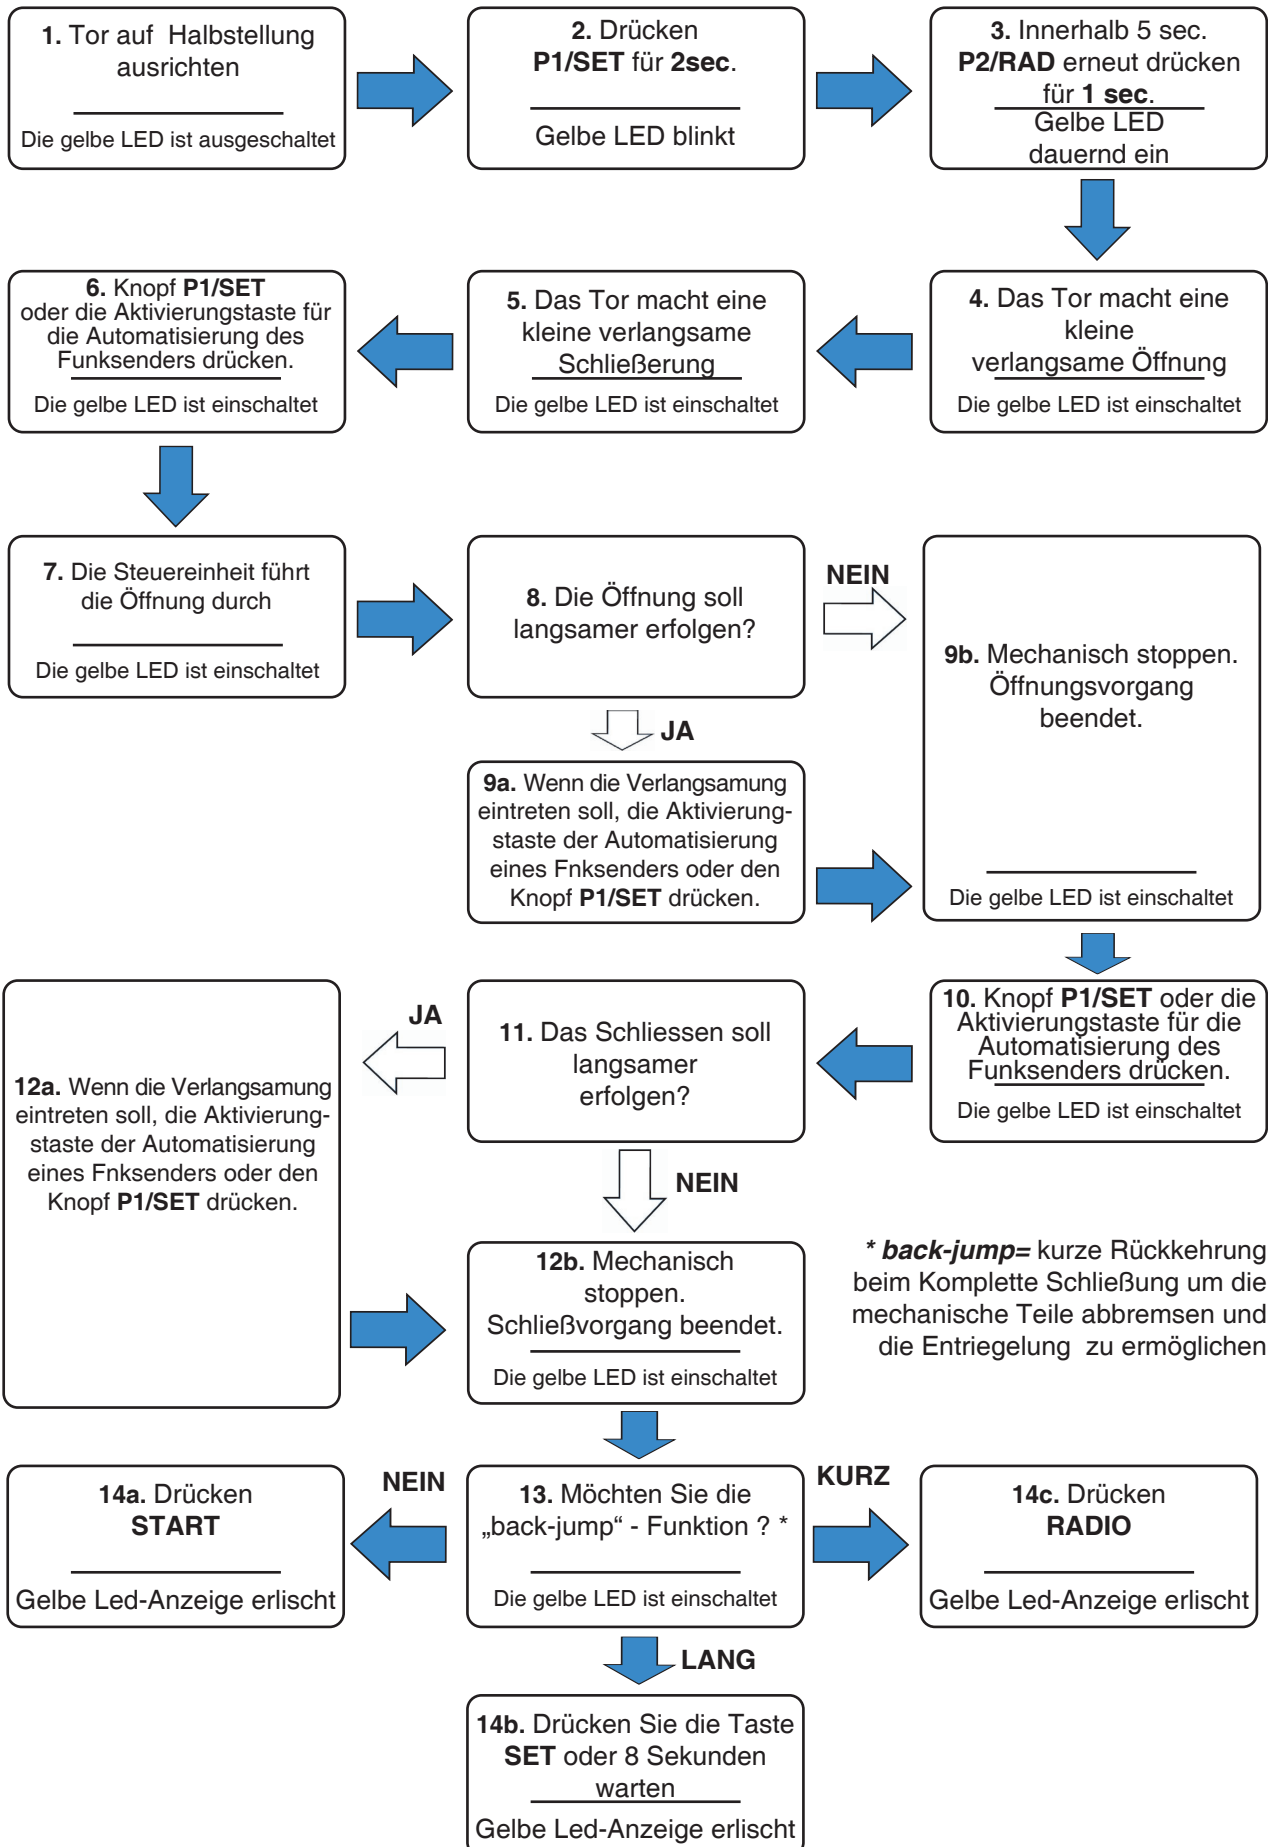 1. Tor auf Halbstellung
ausrichten
Die gelbe LED ist ausgeschaltet
2. Drücken
P1/SET für 2sec.
Gelbe LED blinkt
3. Innerhalb 5 sec.
P2/RAD erneut drücken
für 1 sec.
Gelbe LED
dauernd ein
4. Das Tor macht eine
kleine
verlangsame Öffnung
Die gelbe LED ist einschaltet
5. Das Tor macht eine
kleine verlangsame
Schließerung
Die gelbe LED ist einschaltet
6. Knopf P1/SET
oder die Aktivierungstaste für
die Automatisierung des
Funksenders drücken.
Die gelbe LED ist einschaltet
7. Die Steuereinheit führt
die Öffnung durch
Die gelbe LED ist einschaltet
8. Die Öffnung soll
langsamer erfolgen?
NEIN
JA
9a. Wenn die Verlangsamung
eintreten soll, die Aktivierung-
staste der Automatisierung
eines Fnksenders oder den
Knopf P1/SET drücken.
9b. Mechanisch stoppen.
Öffnungsvorgang
beendet.
Die gelbe LED ist einschaltet
10. Knopf P1/SET oder die
Aktivierungstaste für die
Automatisierung des
Funksenders drücken.
Die gelbe LED ist einschaltet
11. Das Schliessen soll
langsamer
erfolgen?
JA
NEIN
12a. Wenn die Verlangsamung
eintreten soll, die Aktivierung-
staste der Automatisierung
eines Fnksenders oder den
Knopf P1/SET drücken.
12b. Mechanisch
stoppen.
Schließvorgang beendet.
Die gelbe LED ist einschaltet
* back-jump= kurze Rückkehrung
beim Komplette Schließung um die
mechanische Teile abbremsen und
die Entriegelung zu ermöglichen
13. Möchten Sie die
„back-jump“ - Funktion ? *
Die gelbe LED ist einschaltet
NEIN
KURZ
LANG
14a. Drücken
START
Gelbe Led-Anzeige erlischt
14c. Drücken
RADIO
Gelbe Led-Anzeige erlischt
14b. Drücken Sie die Taste
SET oder 8 Sekunden
warten
Gelbe Led-Anzeige erlischt